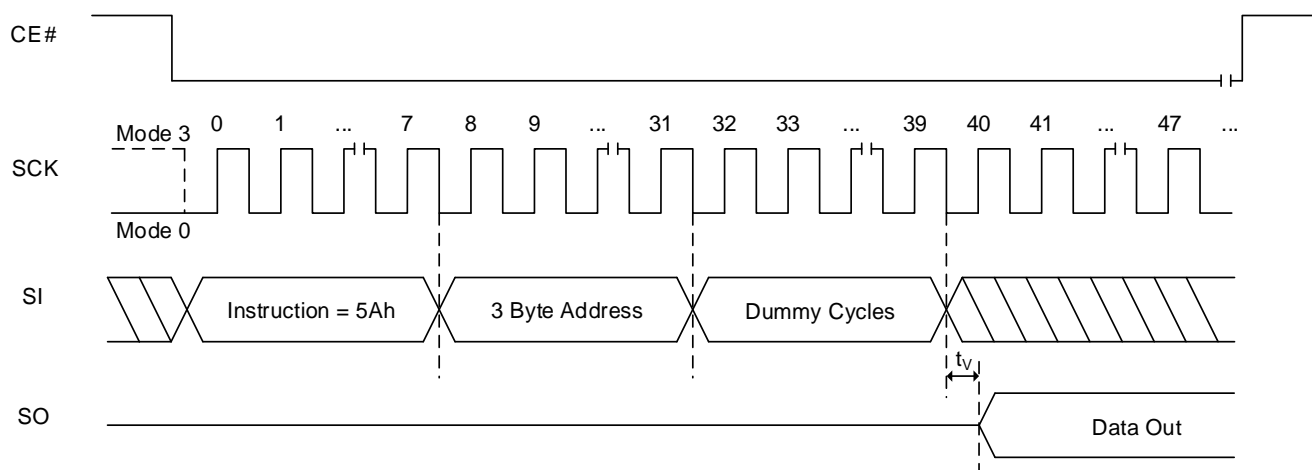 CE#
Mode 3
0 1 ... 7 8 9 ... 31 32 33 ... 39 40 41 ... 47 ...
SCK
Mode 0
SI
Instruction = 5Ah
3 Byte Address
Dummy Cycles
tV
SO
Data Out